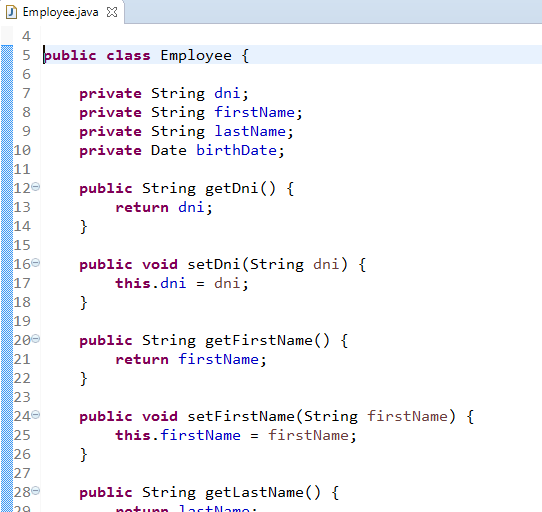 Employee.java
4
5 public class Employee {
6
7     private String dni;
8     private String firstName;
9     private String lastName;
10     private Date birthDate;
11
12     public String getDni() {
13         return dni;
14     }
15
16     public void setDni(String dni) {
17         this.dni = dni;
18     }
19
20     public String getFirstName() {
21         return firstName;
22     }
23
24     public void setFirstName(String firstName) {
25         this.firstName = firstName;
26     }
27
28     public String getLastName() {
29         return lastName;